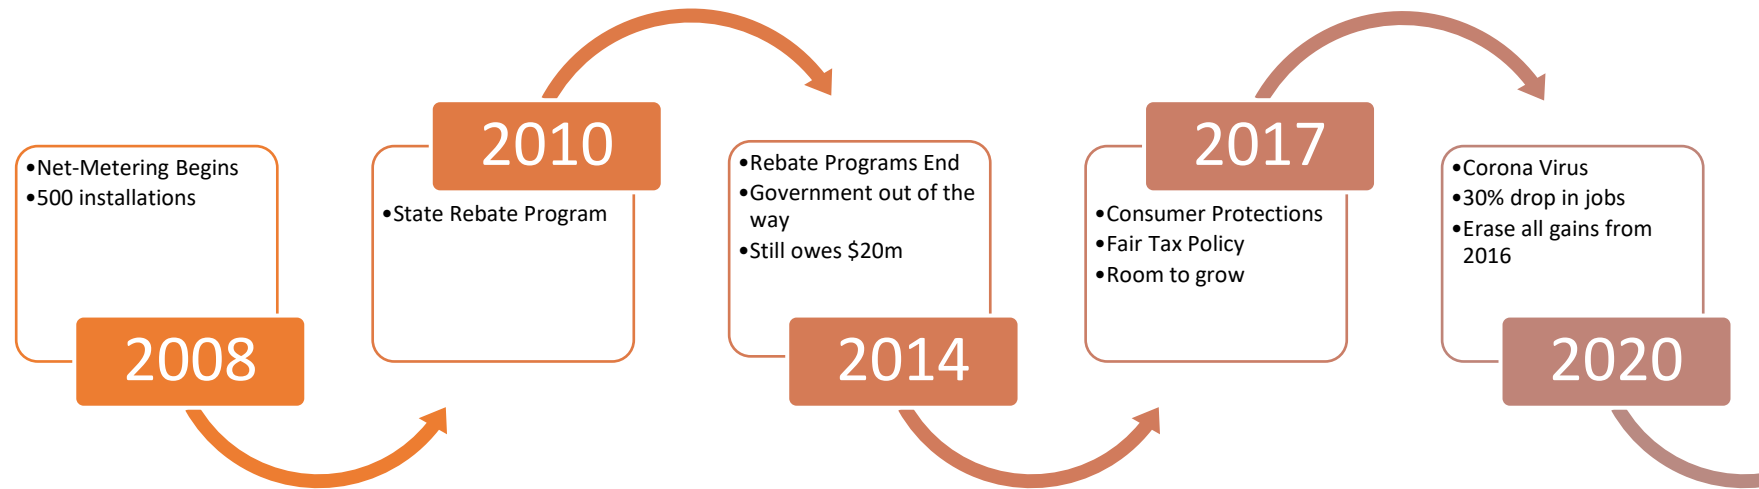 •Net-Metering Begins
•500 installations
2008
2010
•State Rebate Program
•Rebate Programs End
•Government out of the
way
•Still owes $20m
2014
2017
•Consumer Protections
•Fair Tax Policy
•Room to grow
•Corona Virus
•30% drop in jobs
•Erase all gains from
2016
2020